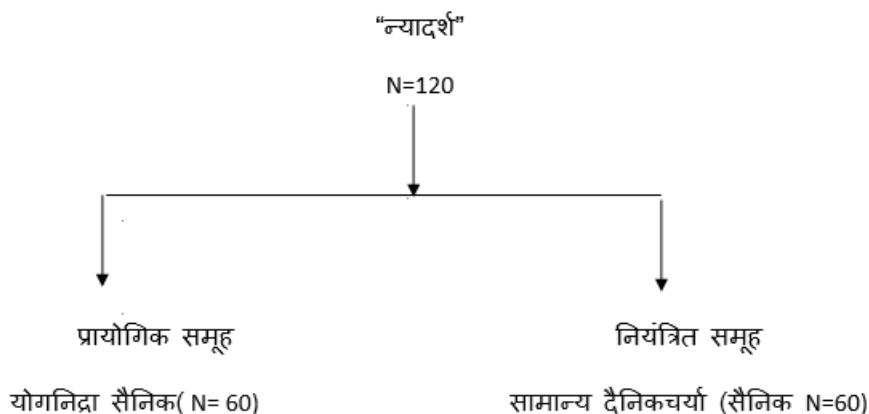 “न्यादर्श”
N=120
प्रायोगिक समूह
नियंत्रित समूह
योगनिद्रा सैनिक( N= 60)
सामान्य दैनिकचर्या (सैनिक N=60)